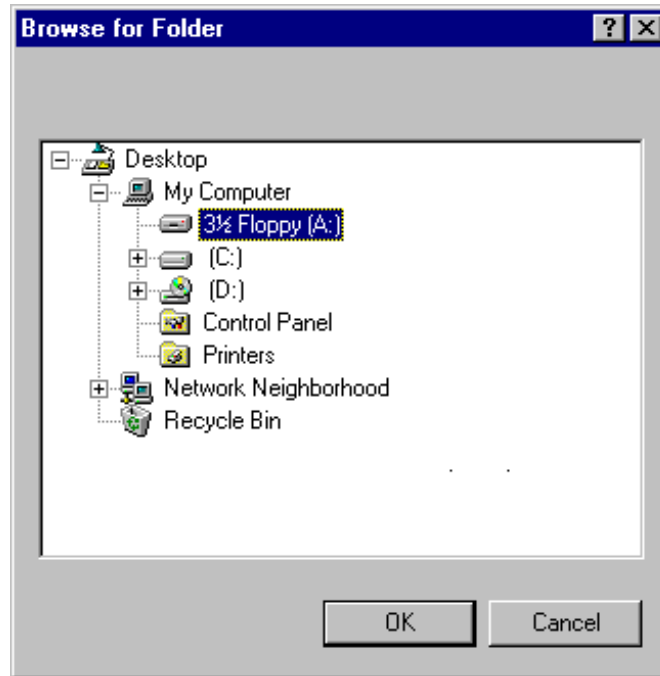 Browse for Folder
Desktop
My Computer
3½ Floppy (A:)
(C:)
(D:)
Control Panel
Printers
Network Neighborhood
Recycle Bin
OK Cancel